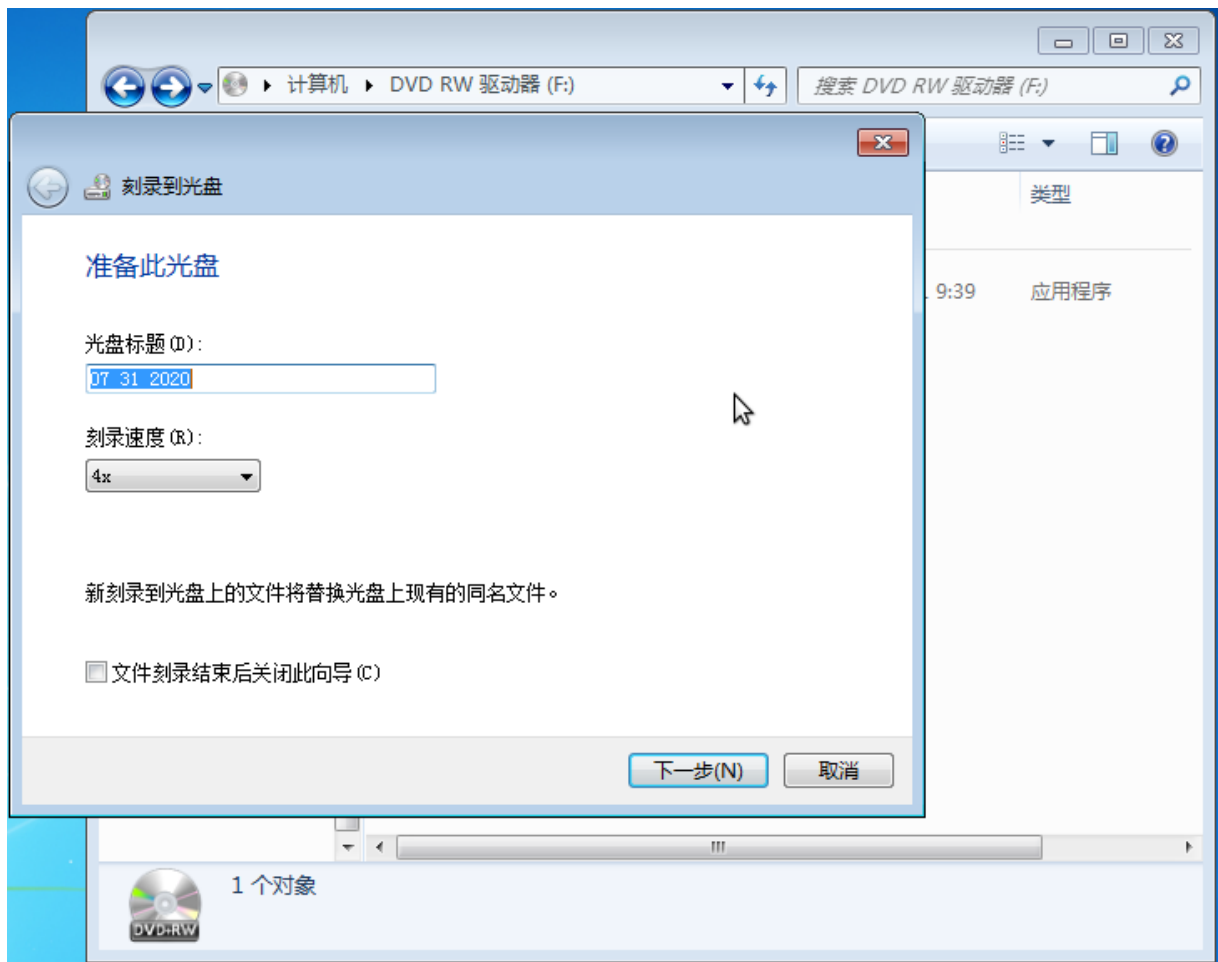 计算机 DVD RW 驱动器 (F:) 搜索 DVD RW 驱动器 (F:)
刻录到光盘
类型
准备此光盘
9:39 应用程序
光盘标题(D):
07 31 2020
刻录速度(R):
4x
新刻录到光盘上的文件将替换光盘上现有的同名文件。
文件刻录结束后关闭此向导(C)
下一步(N) 取消
1 个对象
DVD+RW